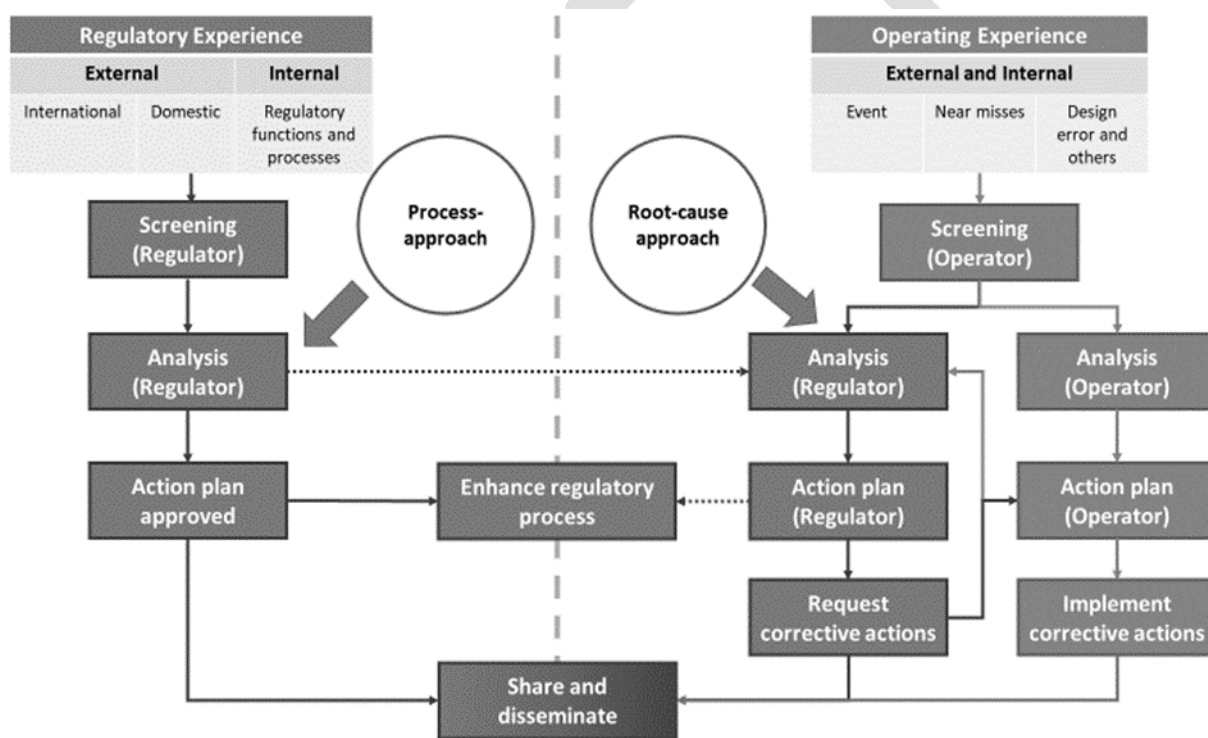 Regulatory Experience
External
Internal
International
Domestic
Regulatory
functions and
processes
Screening
(Regulator)
Analysis
(Regulator)
Action plan
approved
Process-
approach
Enhance regulatory
process
Share and
disseminate
Operating Experience
External and Internal
Event
Near misses
Design
error and
others
Root-cause
approach
Screening
(Operator)
Analysis
(Regulator)
Analysis
(Operator)
Action plan
(Regulator)
Action plan
(Operator)
Request
corrective actions
Implement
corrective actions